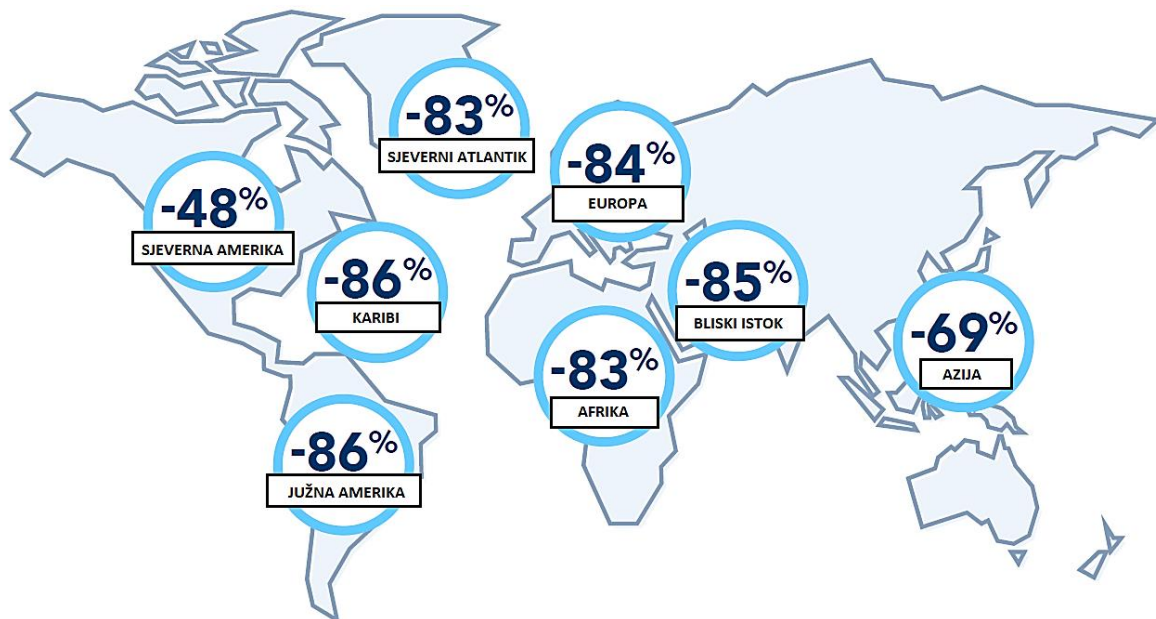 -83%
SJEVERNI ATLANTIK
-84%
EUROPA
-48%
SJEVERNA AMERIKA
-86%
KARIBI
-85%
BLISKI ISTOK
-69%
AZIJA
-83%
AFRIKA
-86%
JUŽNA AMERIKA